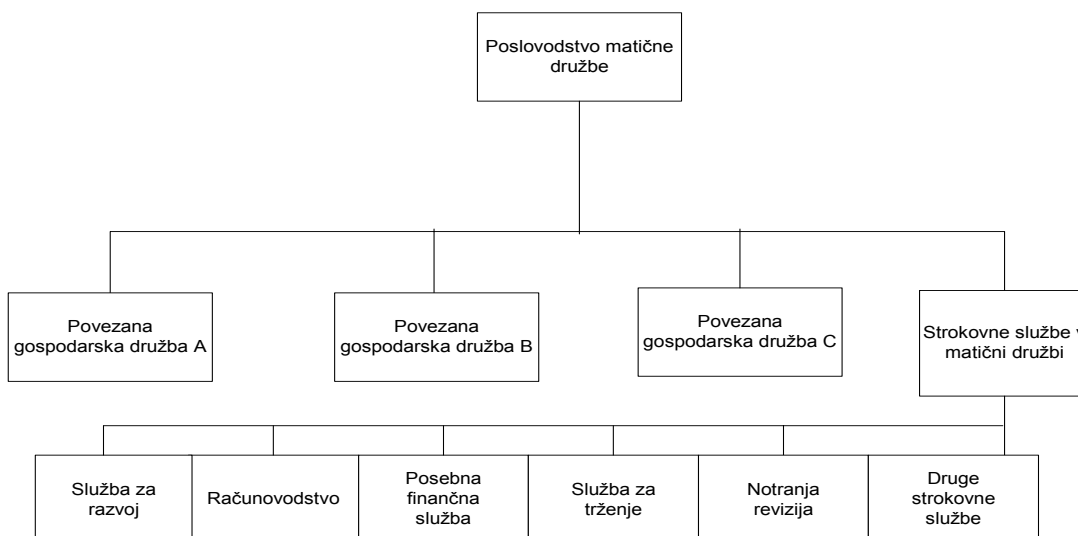 Poslovodstvo matične
družbe
Povezana
gospodarska družba A
Povezana
gospodarska družba B
Povezana
gospodarska družba C
Strokovne službe v
matični družbi
Služba za
razvoj
Računovodstvo
Posebna
finančna
služba
Služba za
trženje
Notranja
revizija
Druge
strokovne
službe